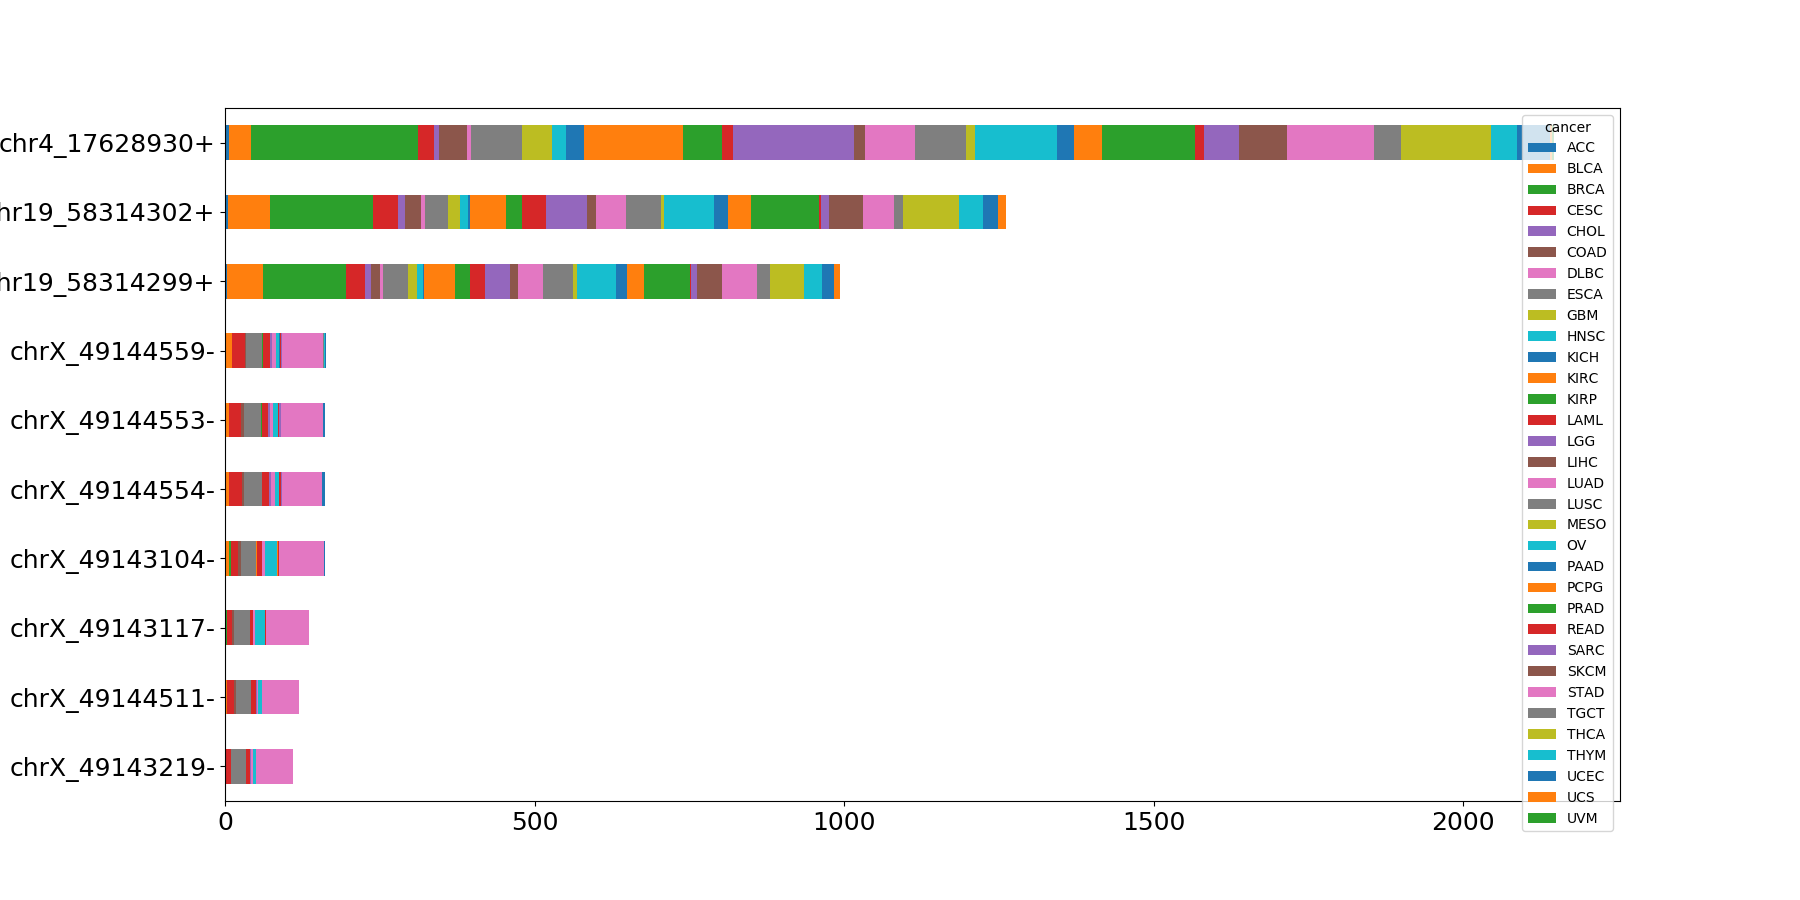 chr4_17628930+
hr19_58314302+
hr19_58314299+
chrX_49144559-
chrX_49144553-
chrX_49144554-
chrX_49143104-
chrX_49143117-
chrX_49144511-
chrX_49143219-
0 500 1000 1500 2000
cancer
ACC
BLCA
BRCA
CESC
CHOL
COAD
DLBC
ESCA
GBM
HNSC
KICH
KIRC
KIRP
LAML
LGG
LIHC
LUAD
LUSC
MESO
OV
PAAD
PCPG
PRAD
READ
SARC
SKCM
STAD
TGCT
THCA
THYM
UCEC
UCS
UVM